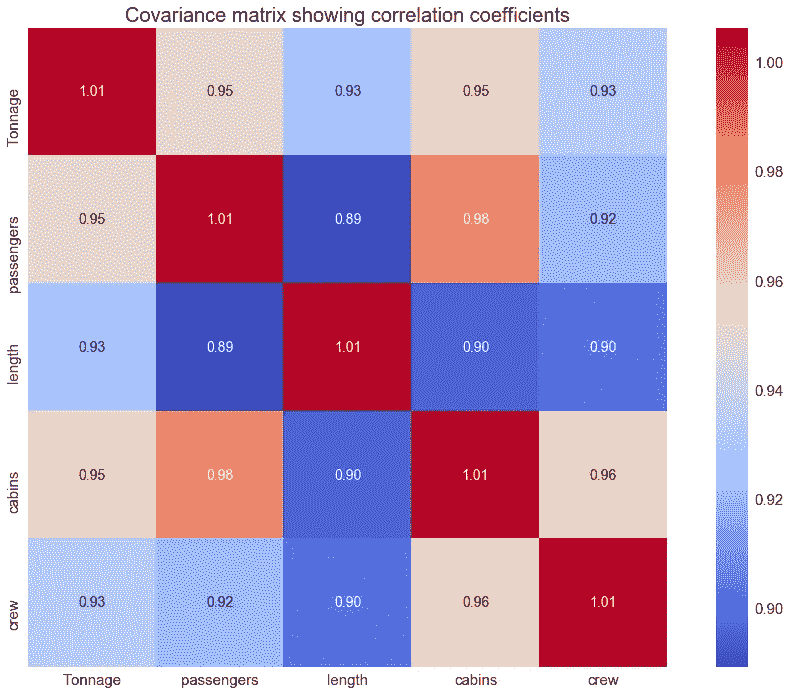 Covariance matrix showing correlation coefficients
Tonnage 1.01 0.95 0.93 0.95 0.93
passengers 0.95 1.01 0.89 0.98 0.92
length 0.93 0.89 1.01 0.90 0.90
cabins 0.95 0.98 0.90 1.01 0.96
crew 0.93 0.92 0.90 0.96 1.01
Tonnage passengers length cabins crew
1.00
0.98
0.96
0.94
0.92
0.90